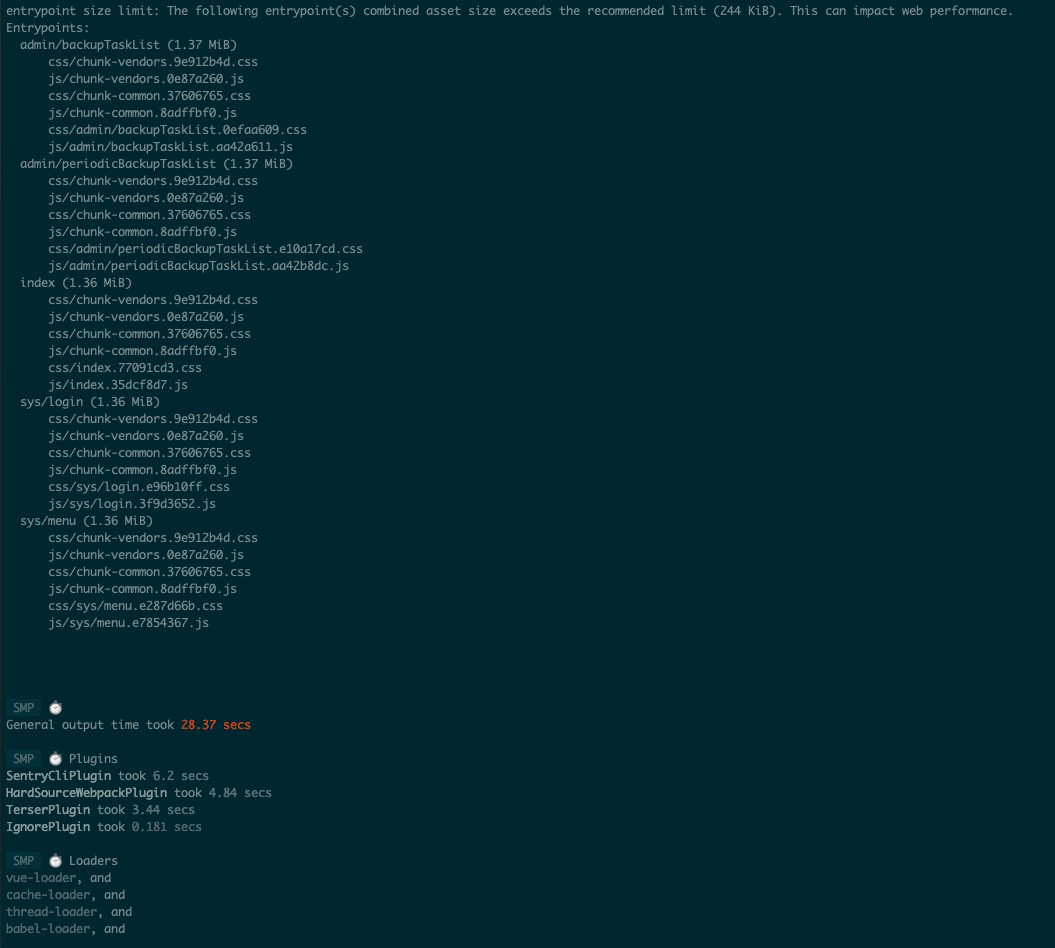 entrypoint size limit: The following entrypoint(s) combined asset size exceeds the recommended limit (244 KiB). This can impact web performance.
Entrypoints:
admin/backupTaskList (1.37 MiB)
css/chunk-vendors.9e912b4d.css
js/chunk-vendors.0e87a260.js
css/chunk-common.37606765.css
js/chunk-common.8adffbf0.js
css/admin/backupTaskList.0efaa609.css
js/admin/backupTaskList.aa42a611.js
admin/periodicBackupTaskList (1.37 MiB)
css/chunk-vendors.9e912b4d.css
js/chunk-vendors.0e87a260.js
css/chunk-common.37606765.css
js/chunk-common.8adffbf0.js
css/admin/periodicBackupTaskList.e10a17cd.css
js/admin/periodicBackupTaskList.aa42b8dc.js
index (1.36 MiB)
css/chunk-vendors.9e912b4d.css
js/chunk-vendors.0e87a260.js
css/chunk-common.37606765.css
js/chunk-common.8adffbf0.js
css/index.77091cd3.css
js/index.35dcf8d7.js
sys/login (1.36 MiB)
css/chunk-vendors.9e912b4d.css
js/chunk-vendors.0e87a260.js
css/chunk-common.37606765.css
js/chunk-common.8adffbf0.js
css/sys/login.e96b10ff.css
js/sys/login.3f9d3652.js
sys/menu (1.36 MiB)
css/chunk-vendors.9e912b4d.css
js/chunk-vendors.0e87a260.js
css/chunk-common.37606765.css
js/chunk-common.8adffbf0.js
css/sys/menu.e287d66b.css
js/sys/menu.e7854367.js
SMP ⏱
General output time took 28.37 secs
SMP ⏱ Plugins
SentryCliPlugin took 6.2 secs
HardSourceWebpackPlugin took 4.84 secs
TerserPlugin took 3.44 secs
IgnorePlugin took 0.181 secs
SMP ⏱ Loaders
vue-loader, and
cache-loader, and
thread-loader, and
babel-loader, and